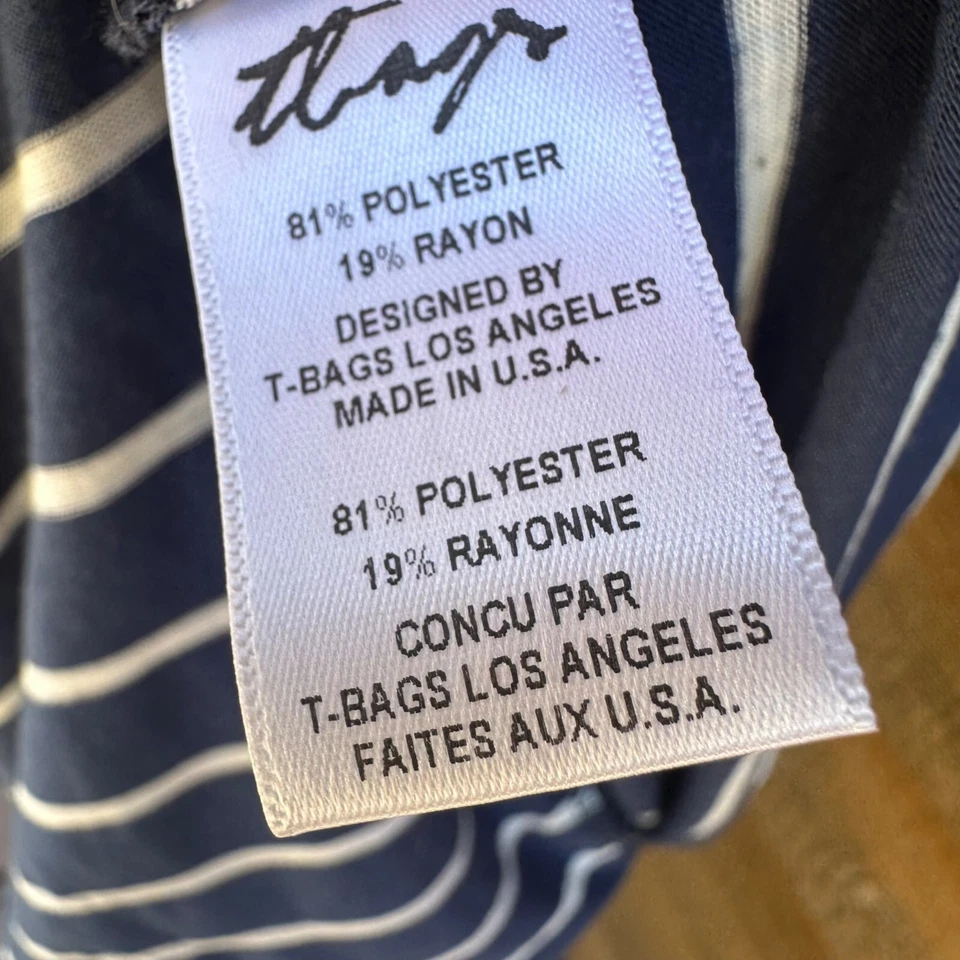 tbags
81% POLYESTER
19% RAYON
DESIGNED BY
T-BAGS LOS ANGELES
MADE IN U.S.A.
81% POLYESTER
19% RAYONNE
CONCU PAR
T-BAGS LOS ANGELES
FAITES AUX U.S.A.